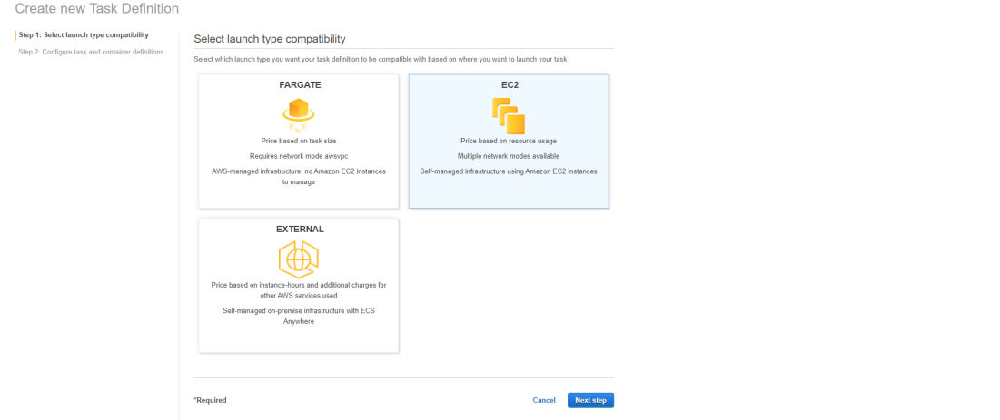 Create new Task Definition
Step 1: Select launch type compatibility
Step 2: Configure task and container definitions
Select launch type compatibility
Select which launch type you want your task definition to be compatible with based on where you want to launch your task.
FARGATE
Price based on task size
Requires network mode awsvpc
AWS-managed infrastructure, no Amazon EC2 instances
to manage
EC2
Price based on resource usage
Multiple network modes available
Self-managed infrastructure using Amazon EC2 instances
EXTERNAL
Price based on instance-hours and additional charges for
other AWS services used
Self-managed on-premise infrastructure with ECS
Anywhere
*Required
Cancel
Next step